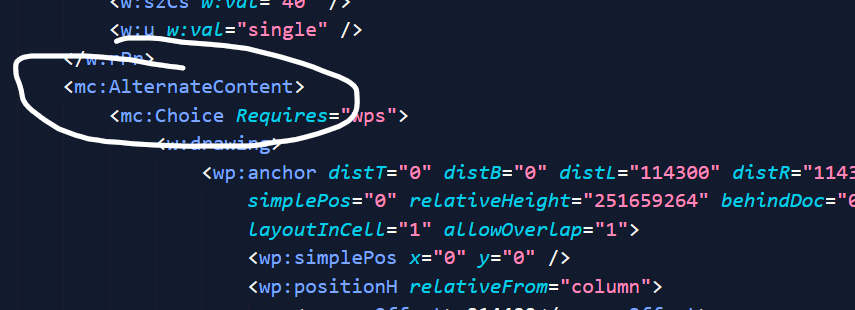 <w:szCs w:val="40" />
<w:u w:val="single" />
</w:rPr>
<mc:AlternateContent>
<mc:Choice Requires="wps">
<w:drawing>
<wp:anchor distT="0" distB="0" distL="114300" distR="1143
simplePos="0" relativeHeight="251659264" behindDoc="0
layoutInCell="1" allowOverlap="1">
<wp:simplePos x="0" y="0" />
<wp:positionH relativeFrom="column">